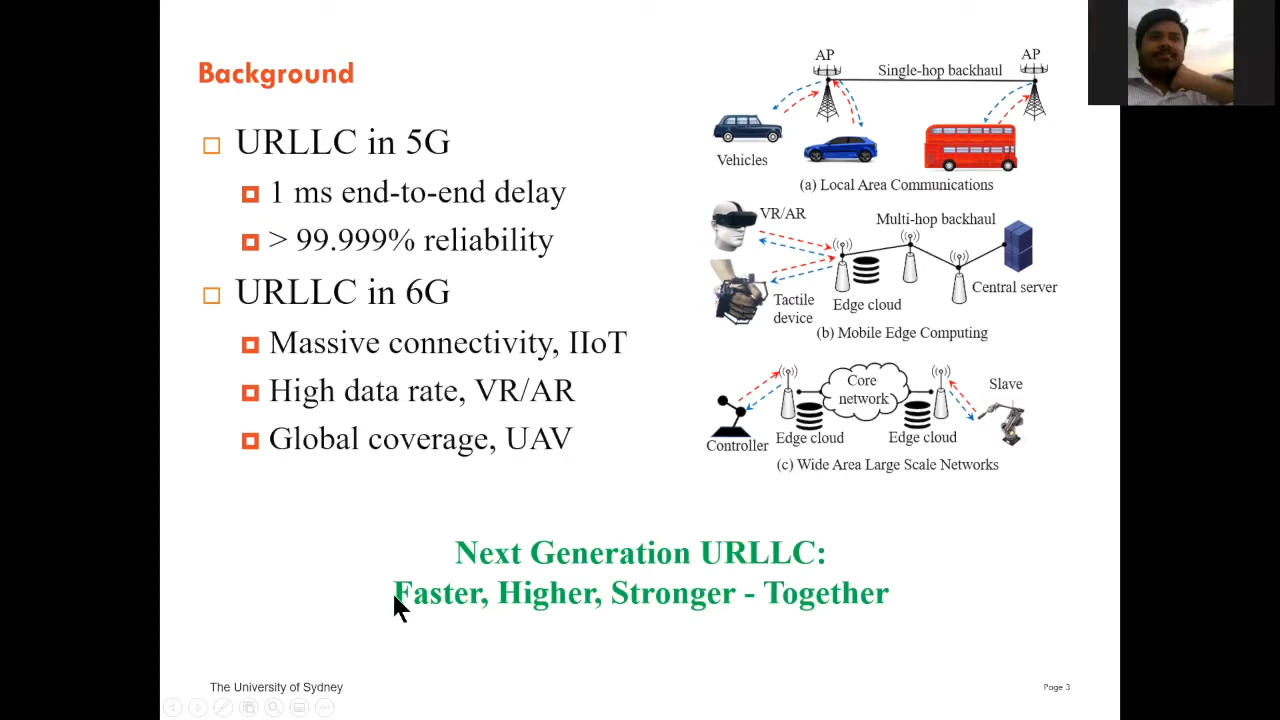 Background
URLLC in 5G
1 ms end-to-end delay
> 99.999% reliability
URLLC in 6G
Massive connectivity, IIoT
High data rate, VR/AR
Global coverage, UAV
AP
AP
Single-hop backhaul
Vehicles
(a) Local Area Communications
VR/AR
Multi-hop backhaul
Tactile
device
Edge cloud
Central server
(b) Mobile Edge Computing
Core
network
Slave
Controller
Edge cloud
Edge cloud
(c) Wide Area Large Scale Networks
Next Generation URLLC:
Faster, Higher, Stronger - Together
The University of Sydney
Page 3